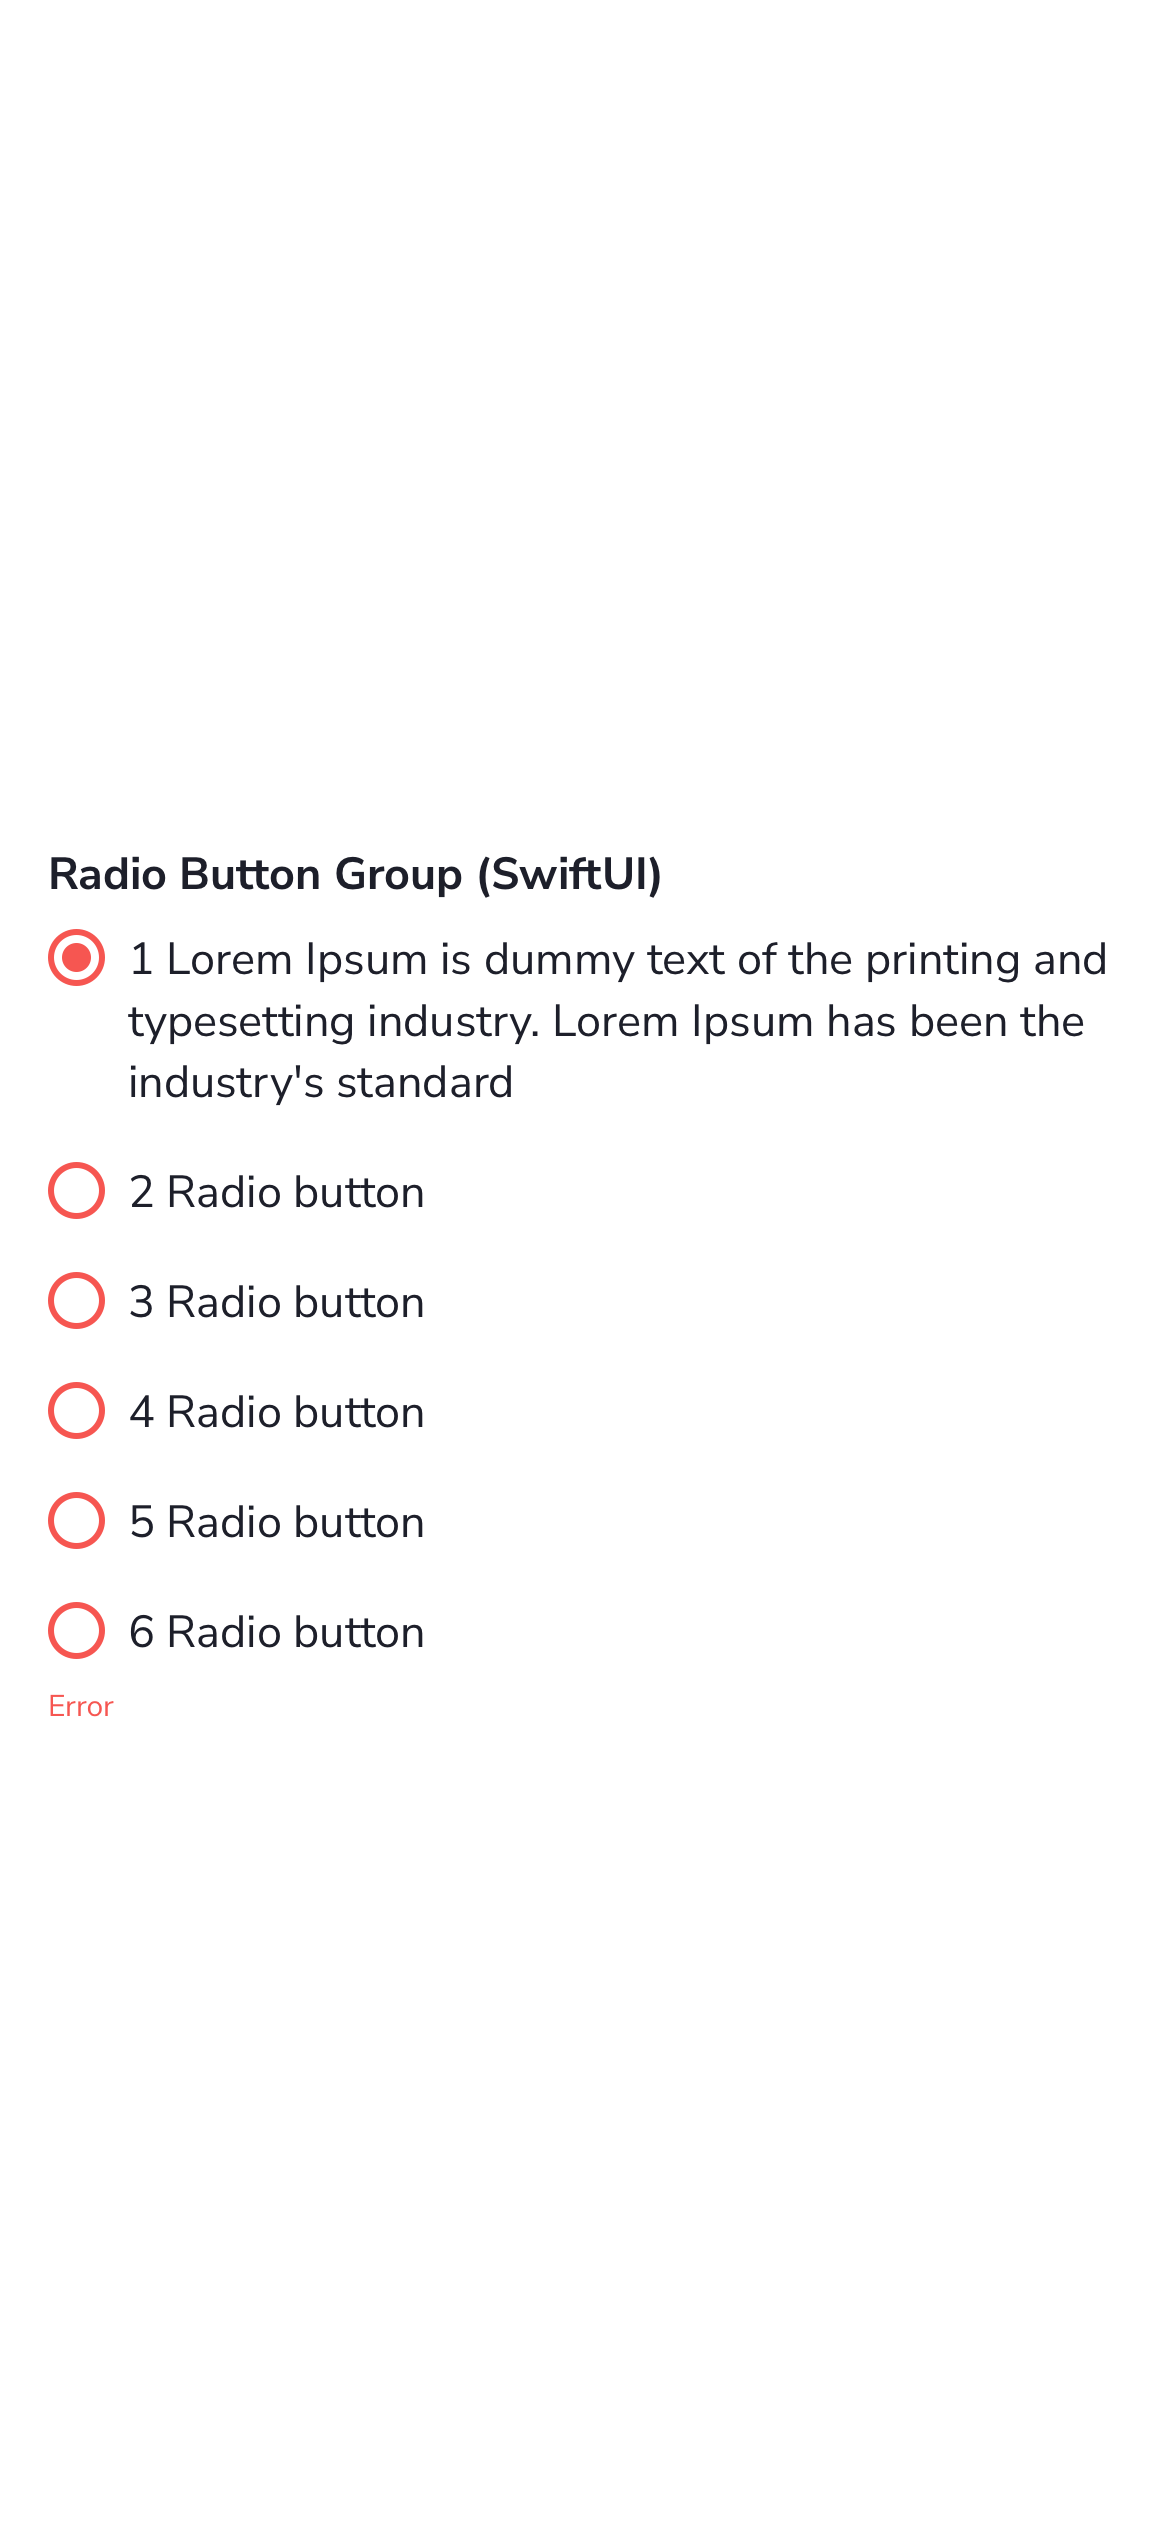 Radio Button Group (SwiftUI)
1 Lorem Ipsum is dummy text of the printing and
typesetting industry. Lorem Ipsum has been the
industry's standard
2 Radio button
3 Radio button
4 Radio button
5 Radio button
6 Radio button
Error